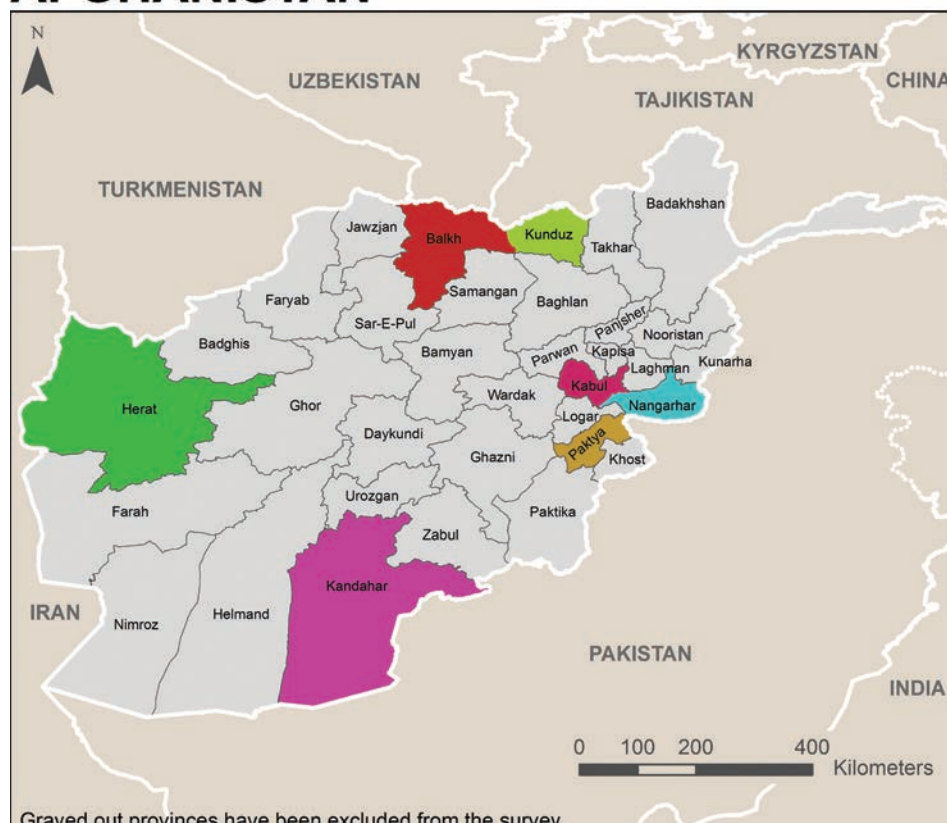 AFGHANISTAN
N
KYRGYZSTAN
UZBEKISTAN
CHINA
TAJIKISTAN
TURKMENISTAN
Badakhshan
Jawzjan
Balkh
Kunduz
Takhar
Faryab
Samangan
Baghlan
Sar-E-Pul
Panjsher
Nooristan
Badghis
Bamyan
Parwan
Kapisa
Kunarha
Laghman
Kabul
Herat
Ghor
Wardak
Nangarhar
Logar
Daykundi
Paktya
Ghazni
Khost
Urozgan
Farah
Paktika
Zabul
Kandahar
IRAN
Nimroz
Helmand
PAKISTAN
INDIA
0 100 200 400
Kilometers
Grayed out provinces have been excluded from the survey